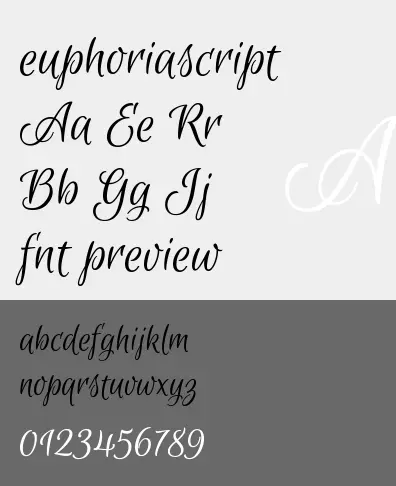 euphoriascript
Aa Ee Rr
A
Bb Gg Jj
fnt preview
abcdefghijklm
nopqrstuvwxyz
0123456789